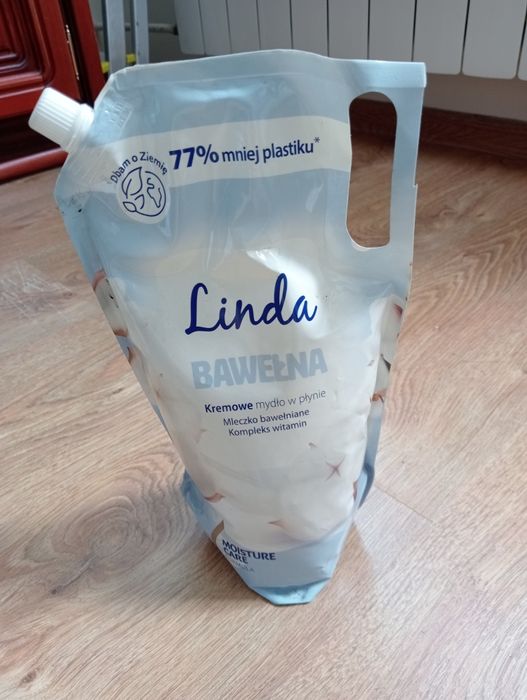 Dbam o Ziemię
77% mniej plastiku*
Linda
BAWEŁNA
Kremowe mydło w płynie
Mleczko bawełniane
Kompleks witamin
MOISTURE
CARE